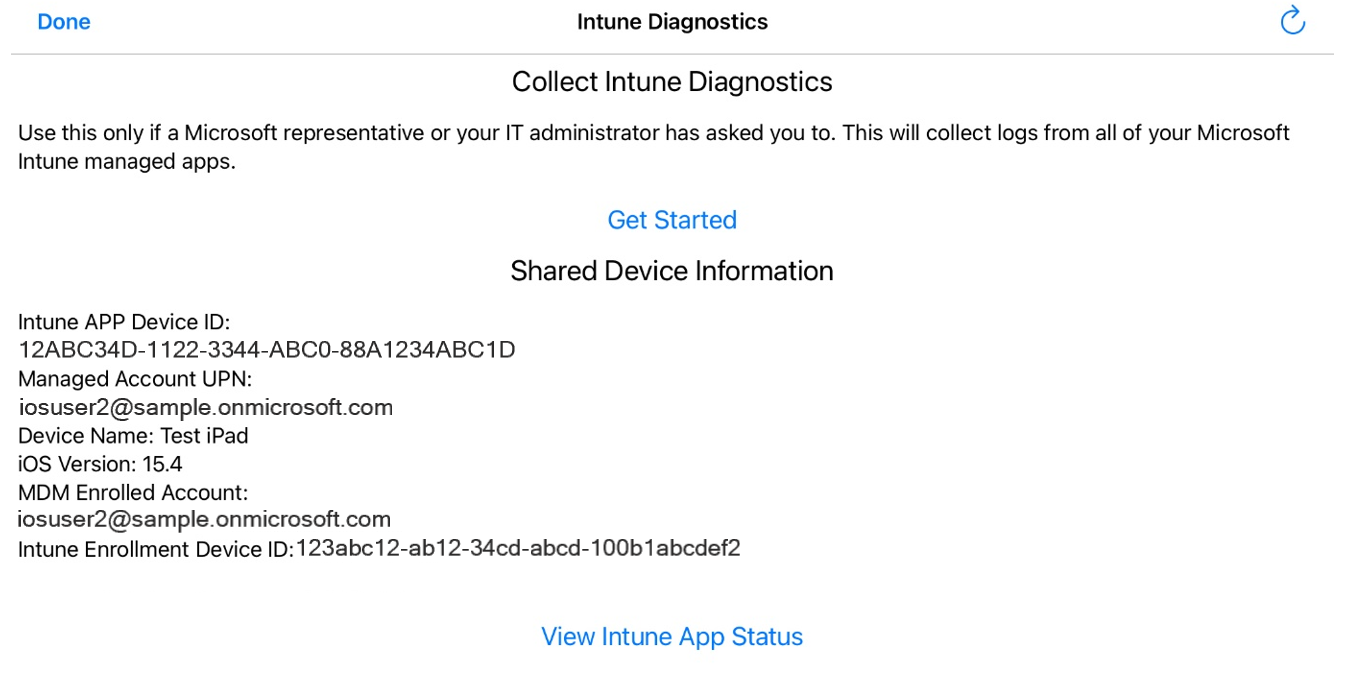 Done
Intune Diagnostics
Collect Intune Diagnostics
Use this only if a Microsoft representative or your IT administrator has asked you to. This will collect logs from all of your Microsoft
Intune managed apps.
Get Started
Shared Device Information
Intune APP Device ID:
12ABC34D-1122-3344-ABC0-88A1234ABC1D
Managed Account UPN:
iosuser2@sample.onmicrosoft.com
Device Name: Test iPad
iOS Version: 15.4
MDM Enrolled Account:
iosuser2@sample.onmicrosoft.com
Intune Enrollment Device ID:123abc12-ab12-34cd-abcd-100b1abcdef2
View Intune App Status